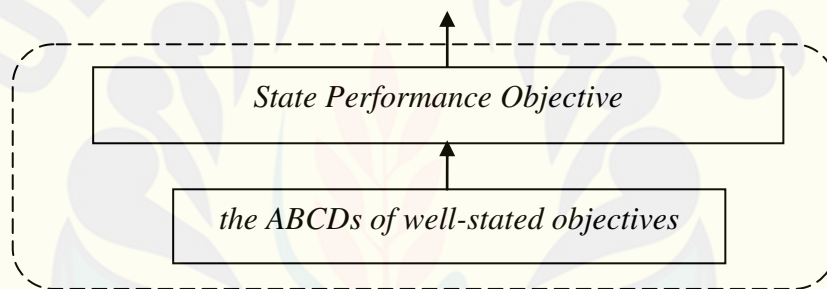 State Performance Objective
the ABCDs of well-stated objectives